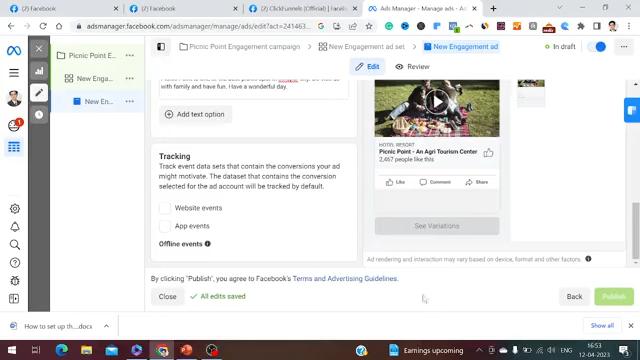 (8) Facebook
(8) Facebook
ClickFunnels (Official) | Facebo
Ads Manager - Manage ads - E
adsmanager.facebook.com/adsmanager/manage/ads/edit?act=241463
Picnic Point E...
New Enga...
New En...
Picnic Point Engagement campaign
New Engagement ad set
New Engagement ad
In draft
Edit
Review
with family and have fun. I Have a wonderful day.
Add text option
Tracking
Track event data sets that contain the conversions your ad
might motivate. The dataset that contains the conversion
selected for the ad account will be tracked by default.
Website events
App events
Offline events
HOTEL RESORT
Picnic Point - An Agri Tourism Center
2,467 people like this
Like
Comment
Share
See Variations
Ad rendering and interaction may vary based on device, format and other factors.
By clicking "Publish", you agree to Facebook's Terms and Advertising Guidelines.
Close
All edits saved
Back
Publish
How to set up th....docx
Show all
Earnings upcoming
ENG
16:53
12-04-2023